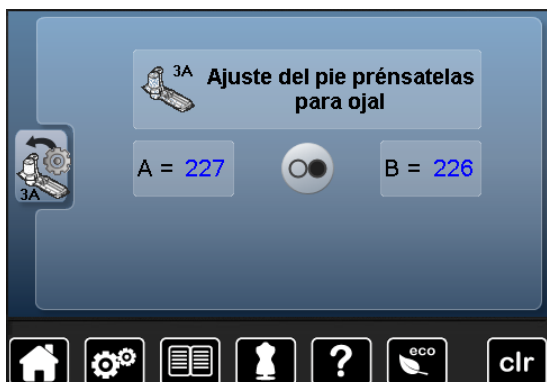 3A Ajuste del pie prénsatelas
para ojal
3A
A = 227
B = 226
?
eco
clr